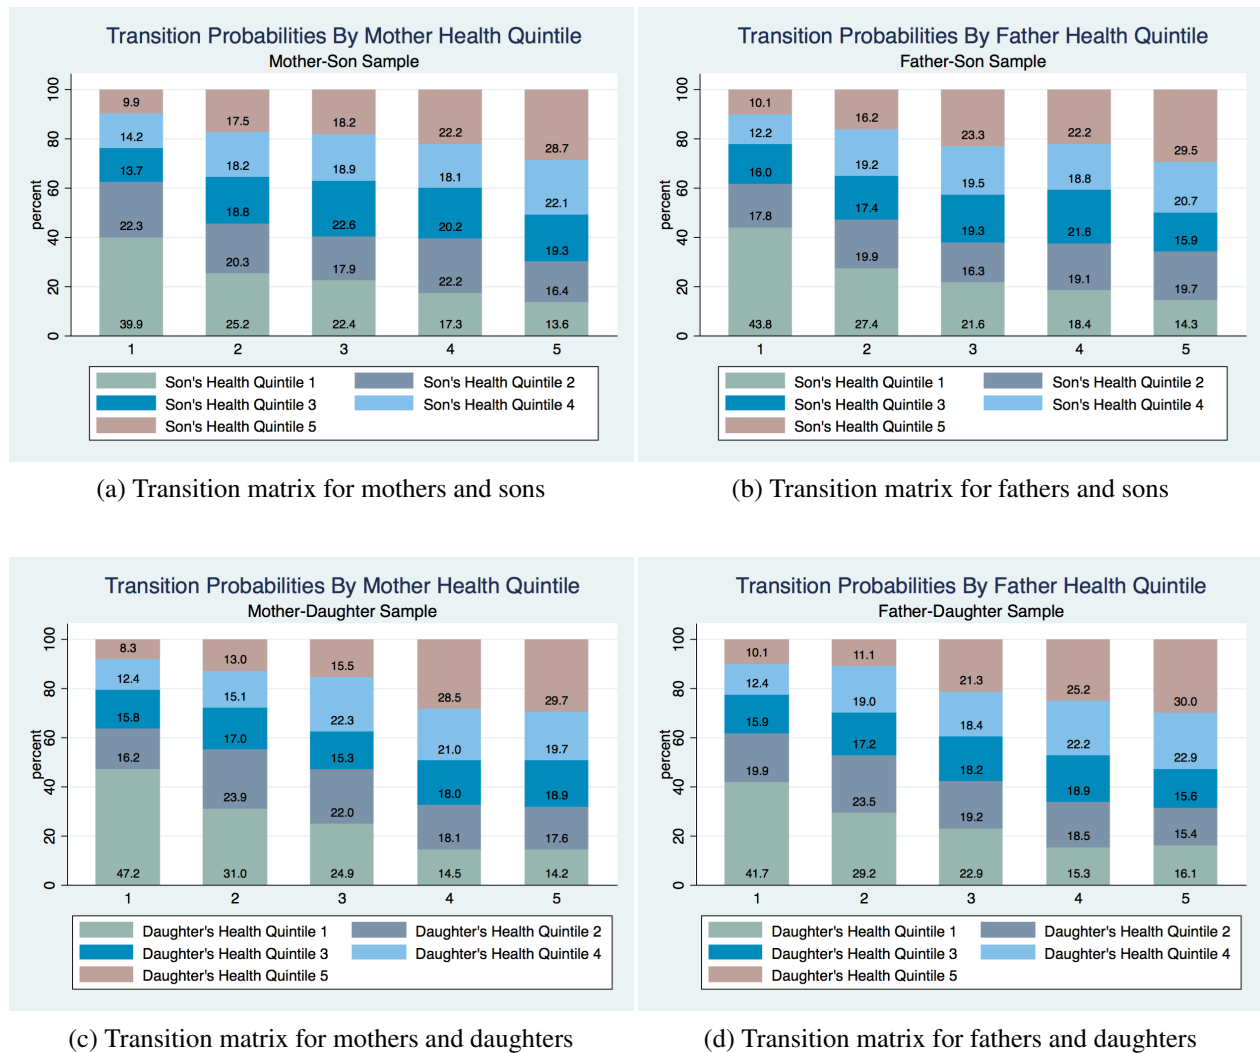 Transition Probabilities By Mother Health Quintile
Mother-Son Sample
percent
0 20 40 60 80 100
9.9 17.5 18.2 22.2 28.7
14.2 18.2 18.9 18.1 22.1
13.7 18.8 22.6 20.2 19.3
22.3 20.3 17.9 22.2 16.4
39.9 25.2 22.4 17.3 13.6
1 2 3 4 5
Son's Health Quintile 1 Son's Health Quintile 2
Son's Health Quintile 3 Son's Health Quintile 4
Son's Health Quintile 5
(a) Transition matrix for mothers and sons
Transition Probabilities By Father Health Quintile
Father-Son Sample
percent
0 20 40 60 80 100
10.1 16.2 23.3 22.2 29.5
12.2 19.2 19.5 18.8 20.7
16.0 17.4 19.3 21.6 15.9
17.8 19.9 16.3 19.1 19.7
43.8 27.4 21.6 18.4 14.3
1 2 3 4 5
Son's Health Quintile 1 Son's Health Quintile 2
Son's Health Quintile 3 Son's Health Quintile 4
Son's Health Quintile 5
(b) Transition matrix for fathers and sons
Transition Probabilities By Mother Health Quintile
Mother-Daughter Sample
percent
0 20 40 60 80 100
8.3 13.0 15.5 28.5 29.7
12.4 15.1 22.3 21.0 19.7
15.8 17.0 15.3 18.0 18.9
16.2 23.9 22.0 18.1 17.6
47.2 31.0 24.9 14.5 14.2
1 2 3 4 5
Daughter's Health Quintile 1 Daughter's Health Quintile 2
Daughter's Health Quintile 3 Daughter's Health Quintile 4
Daughter's Health Quintile 5
(c) Transition matrix for mothers and daughters
Transition Probabilities By Father Health Quintile
Father-Daughter Sample
percent
0 20 40 60 80 100
10.1 11.1 21.3 25.2 30.0
12.4 19.0 18.4 22.2 22.9
15.9 17.2 18.2 18.9 15.6
19.9 23.5 19.2 18.5 15.4
41.7 29.2 22.9 15.3 16.1
1 2 3 4 5
Daughter's Health Quintile 1 Daughter's Health Quintile 2
Daughter's Health Quintile 3 Daughter's Health Quintile 4
Daughter's Health Quintile 5
(d) Transition matrix for fathers and daughters